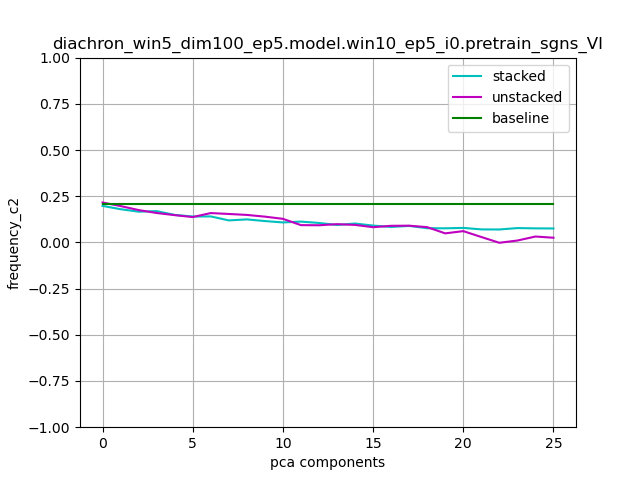 diachron_win5_dim100_ep5.model.win10_ep5_i0.pretrain_sgns_VI
stacked
unstacked
baseline
1.00
0.75
0.50
0.25
0.00
−0.25
−0.50
−0.75
−1.00
frequency_c2
0 5 10 15 20 25
pca components